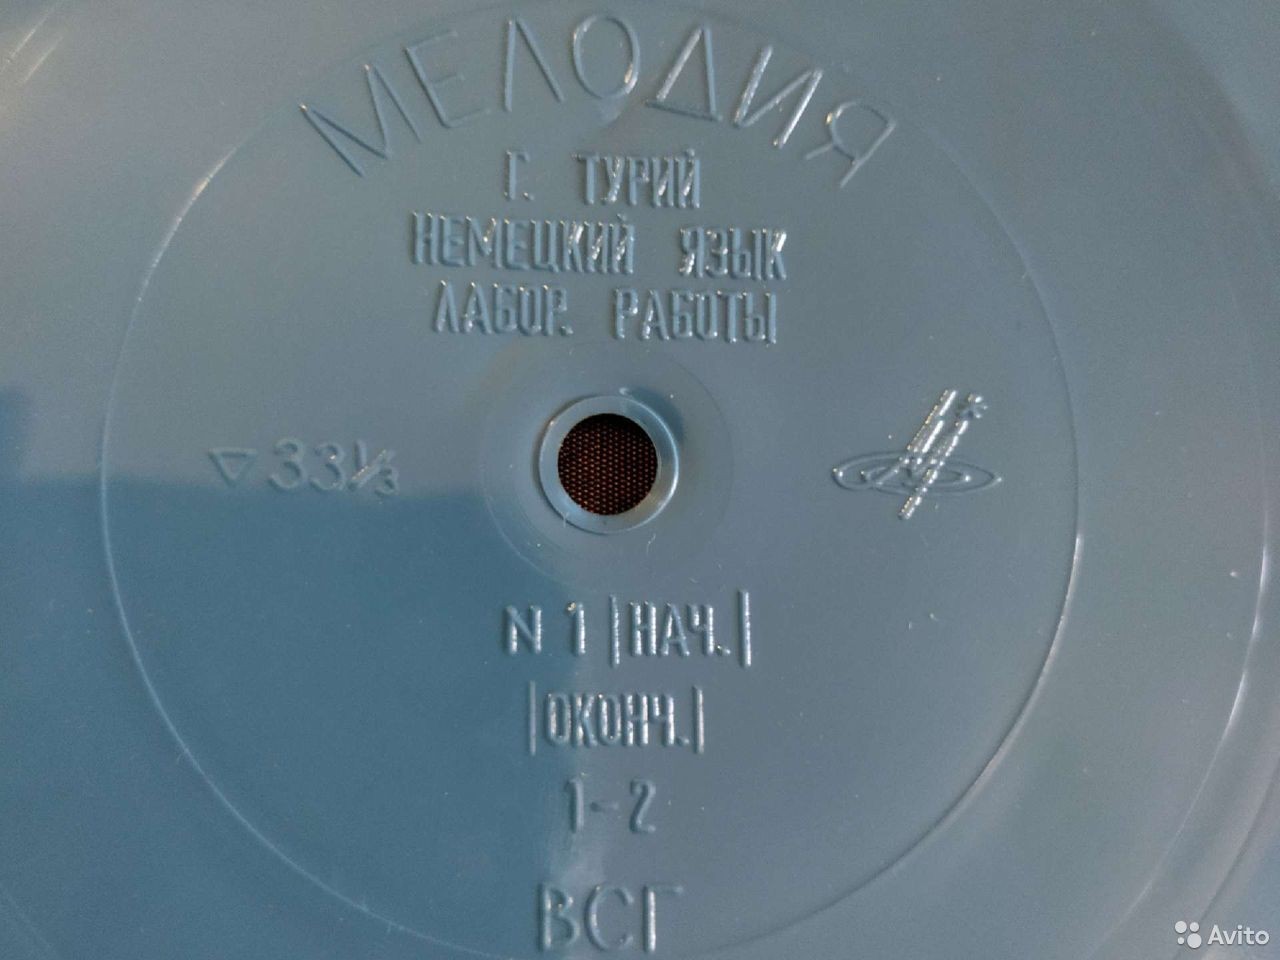 МЕЛОДИЯ
Г. ТУРИЙ
НЕМЕЦКИЙ ЯЗЫК
ЛАБОР. РАБОТЫ
▽ 33⅓
N 1 |НАЧ.|
|ОКОНЧ.|
1-2
ВСГ
Avito